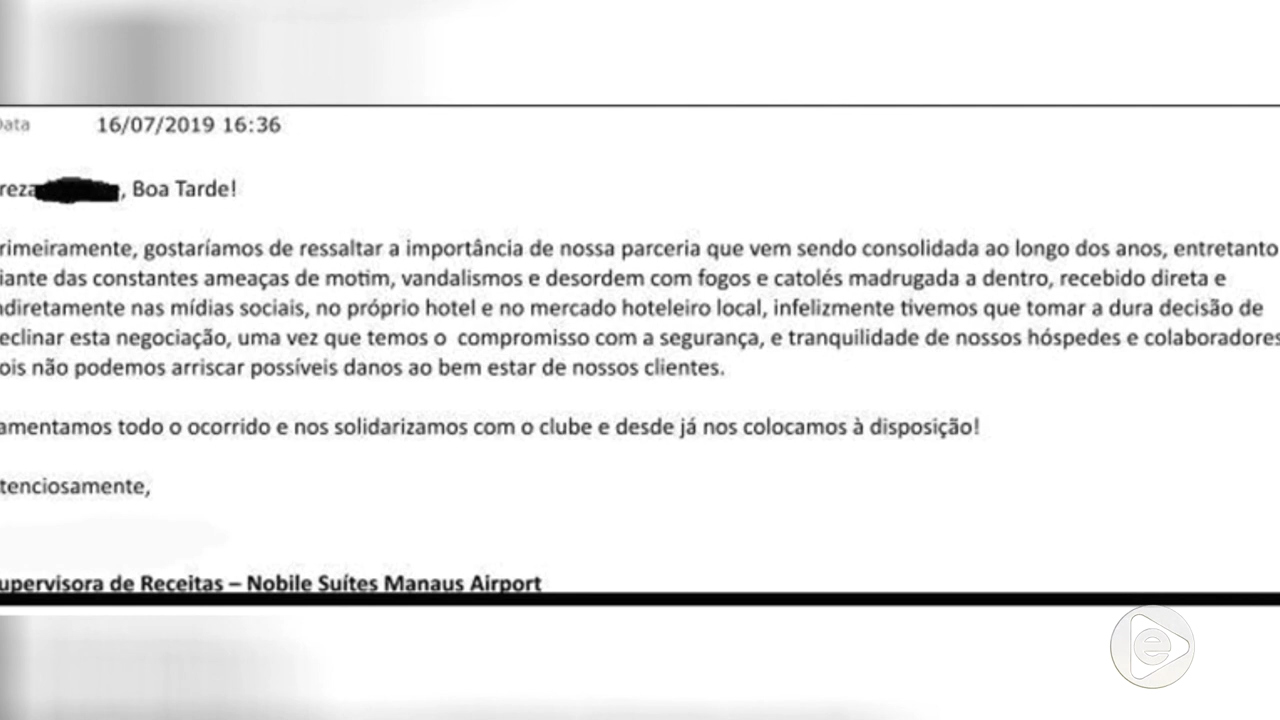 Data 16/07/2019 16:36
reza , Boa Tarde!
rimeiramente, gostaríamos de ressaltar a importância de nossa parceria que vem sendo consolidada ao longo dos anos, entretanto
iante das constantes ameaças de motim, vandalismos e desordem com fogos e catolés madrugada a dentro, recebido direta e
ndiretamente nas mídias sociais, no próprio hotel e no mercado hoteleiro local, infelizmente tivemos que tomar a dura decisão de
eclinar esta negociação, uma vez que temos o compromisso com a segurança, e tranquilidade de nossos hóspedes e colaboradores
ois não podemos arriscar possíveis danos ao bem estar de nossos clientes.
amentamos todo o ocorrido e nos solidarizamos com o clube e desde já nos colocamos à disposição!
tenciosamente,
upervisora de Receitas – Nobile Suítes Manaus Airport
e